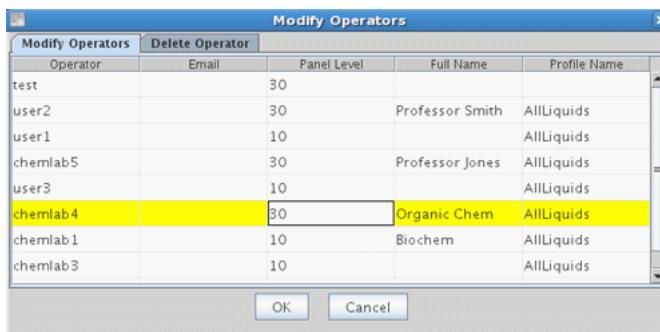 Modify Operators
Modify Operators Delete Operator
Operator Email Panel Level Full Name Profile Name
test 30
user2 30 Professor Smith AllLiquids
user1 10 AllLiquids
chemlab5 30 Professor Jones AllLiquids
user3 10 AllLiquids
chemlab4 30 Organic Chem AllLiquids
chemlab1 10 Biochem AllLiquids
chemlab3 10 AllLiquids
OK Cancel